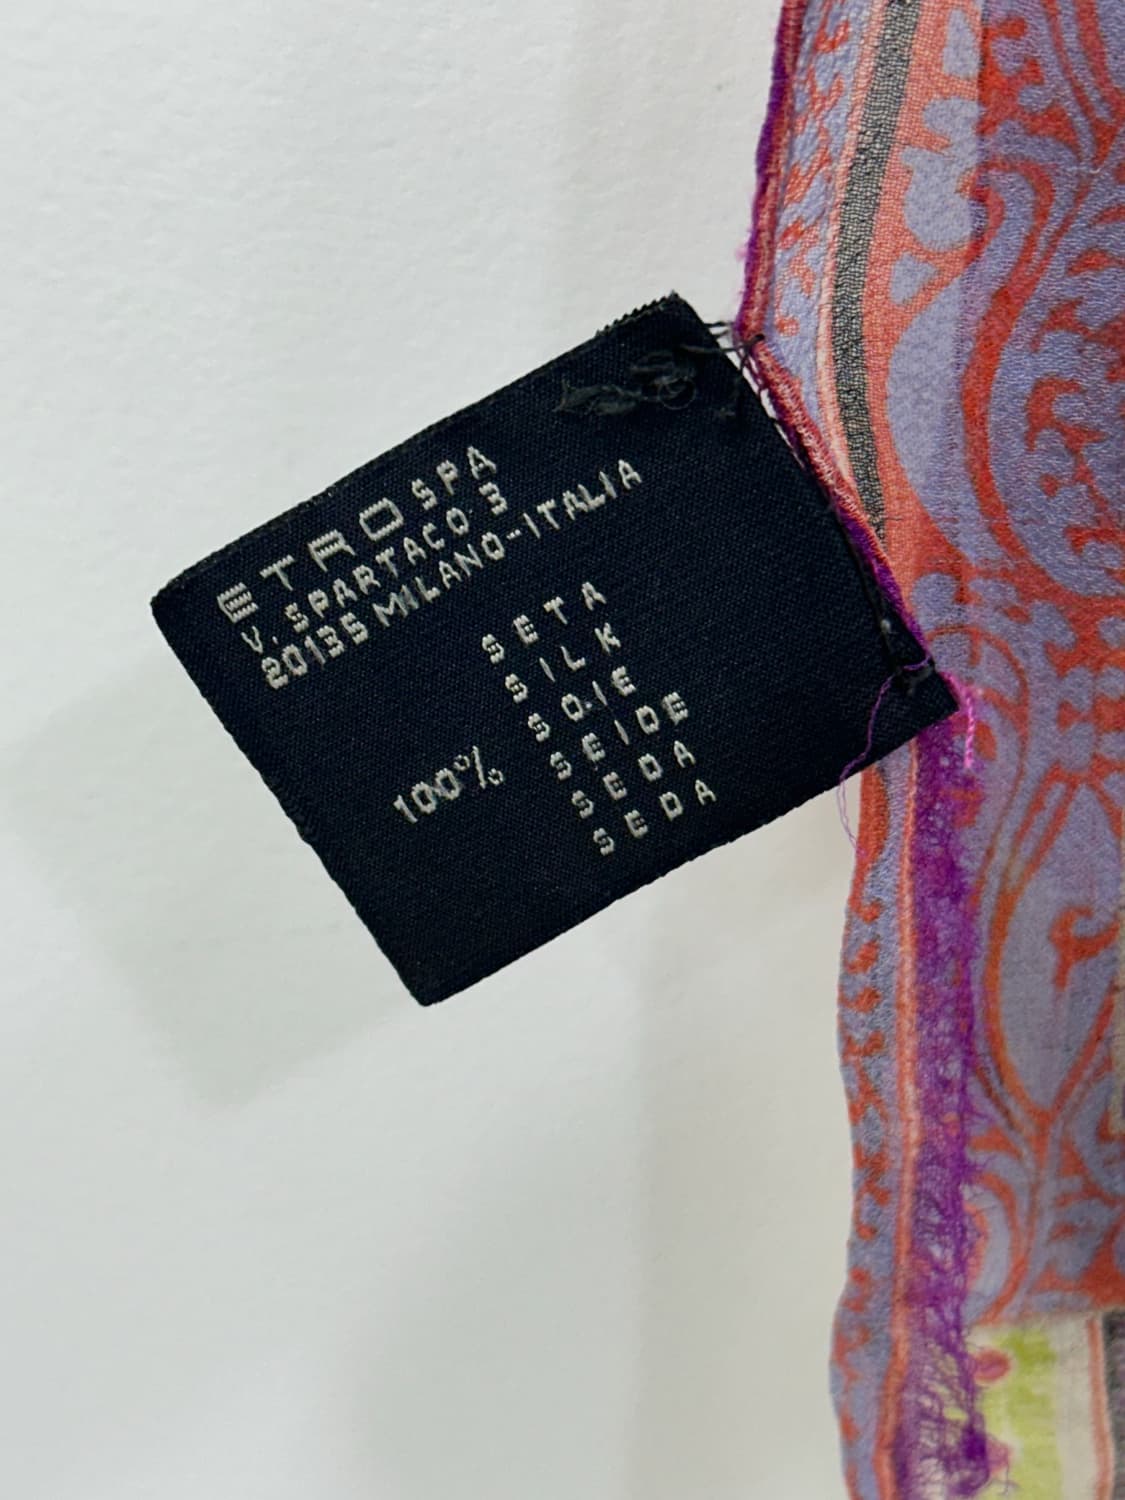 ETRO SPA
V. SPARTACO 3
20135 MILANO-ITALIA
SETA
SILK
SOIE
100% SEIDE
SEDA
SEDA